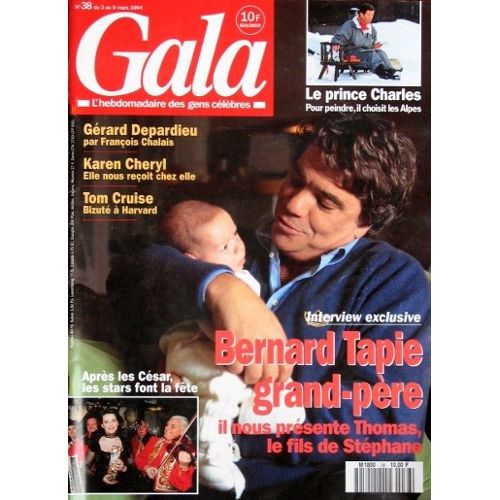 N° 38 du 3 au 9 mars 1994
10F
SEULEMENT
Gala
L'hebdomadaire des gens célèbres
Le prince Charles
Pour peindre, il choisit les Alpes
Gérard Depardieu
par François Chalais
Karen Cheryl
Elle nous reçoit chez elle
Tom Cruise
Bizuté à Harvard
Interview exclusive
Bernard Tapie
grand-père
il nous présente Thomas,
le fils de Stéphane
Après les César,
les stars font la fête
M 1800 - 38 - 10,00 F